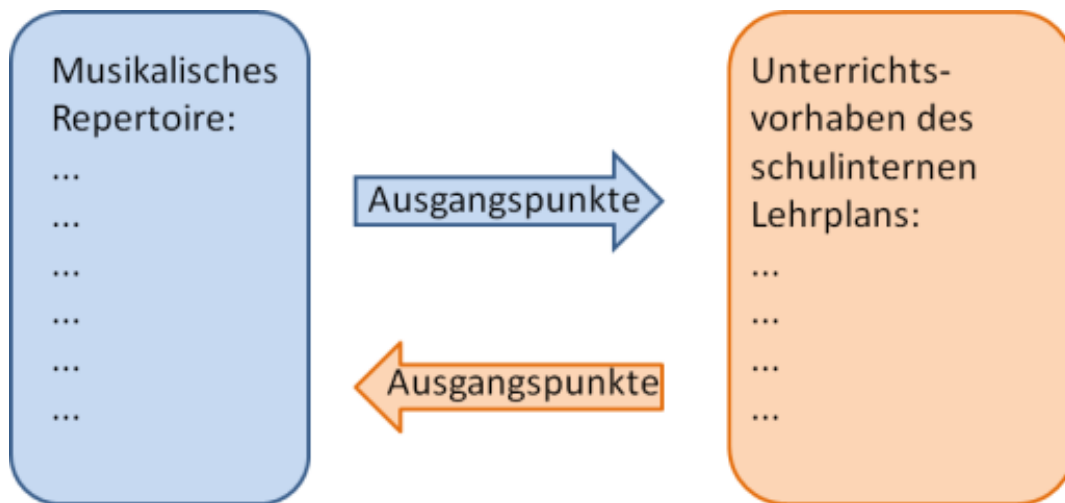 Musikalisches
Repertoire:
...
...
...
...
...
...
Ausgangspunkte
Ausgangspunkte
Unterrichts-
vorhaben des
schulinternen
Lehrplans:
...
...
...
...